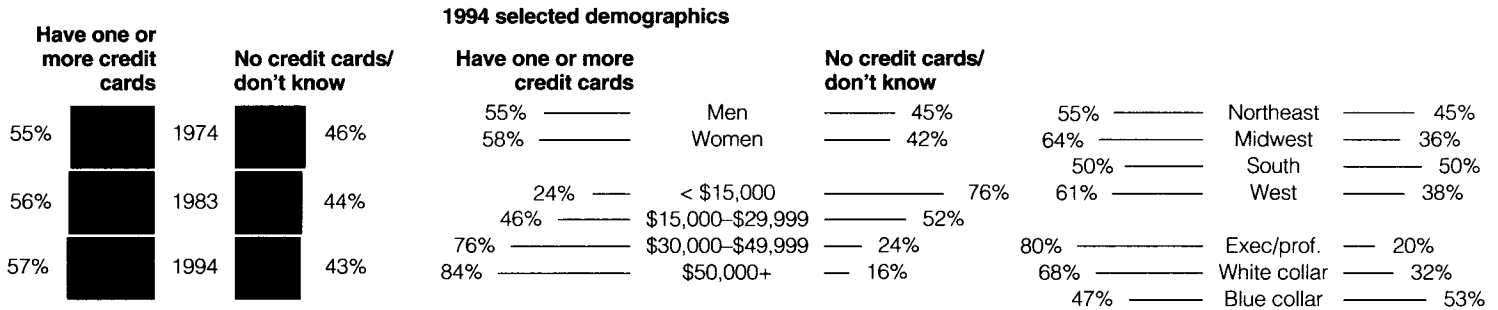 Have one or
more credit
cards
No credit cards/
don't know
55% 1974 46%
56% 1983 44%
57% 1994 43%
1994 selected demographics
Have one or more
credit cards
No credit cards/
don't know
55% Men 45%
58% Women 42%
24% < $15,000 76%
46% $15,000–$29,999 52%
76% $30,000–$49,999 24%
84% $50,000+ 16%
55% Northeast 45%
64% Midwest 36%
50% South 50%
61% West 38%
80% Exec/prof. 20%
68% White collar 32%
47% Blue collar 53%